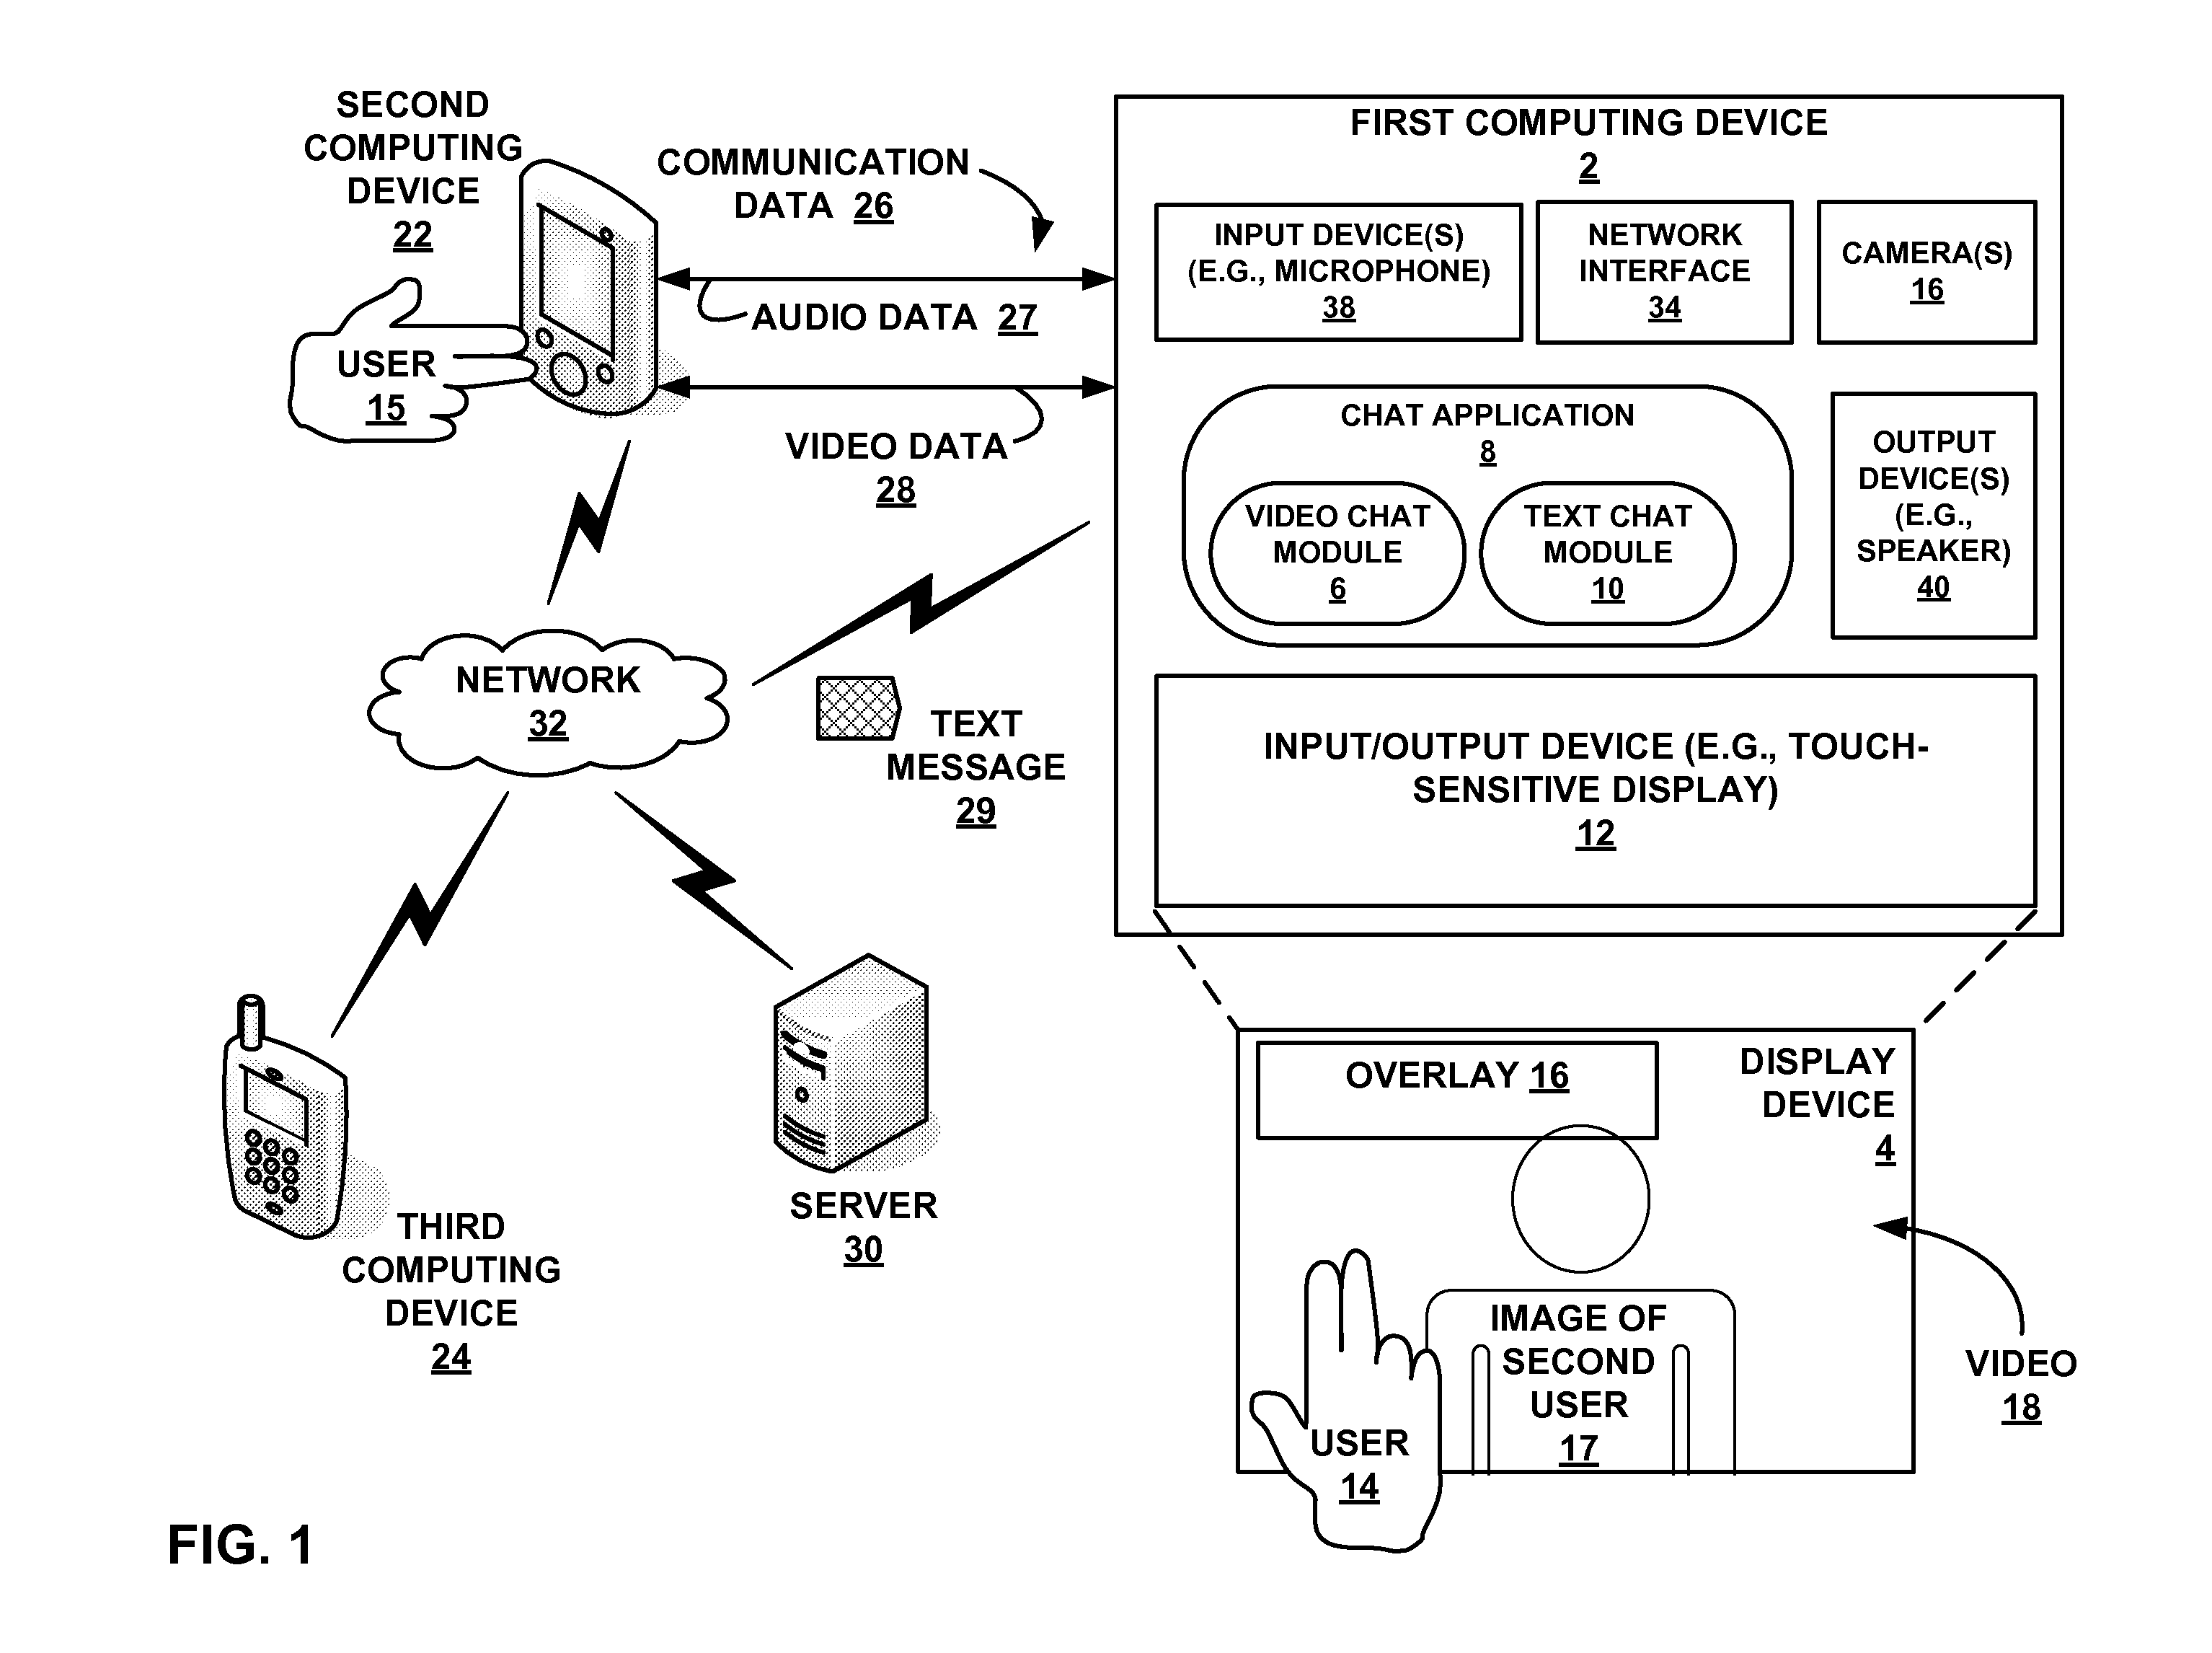 SECOND
COMPUTING
DEVICE
22
USER
15
COMMUNICATION
DATA 26
AUDIO DATA 27
VIDEO DATA
28
FIRST COMPUTING DEVICE
2
INPUT DEVICE(S)
(E.G., MICROPHONE)
38
NETWORK
INTERFACE
34
CAMERA(S)
16
CHAT APPLICATION
8
VIDEO CHAT
MODULE
6
TEXT CHAT
MODULE
10
OUTPUT
DEVICE(S)
(E.G.,
SPEAKER)
40
INPUT/OUTPUT DEVICE (E.G., TOUCH-
SENSITIVE DISPLAY)
12
NETWORK
32
TEXT
MESSAGE
29
THIRD
COMPUTING
DEVICE
24
SERVER
30
OVERLAY 16
DISPLAY
DEVICE
4
IMAGE OF
SECOND
USER
17
USER
14
VIDEO
18
FIG. 1